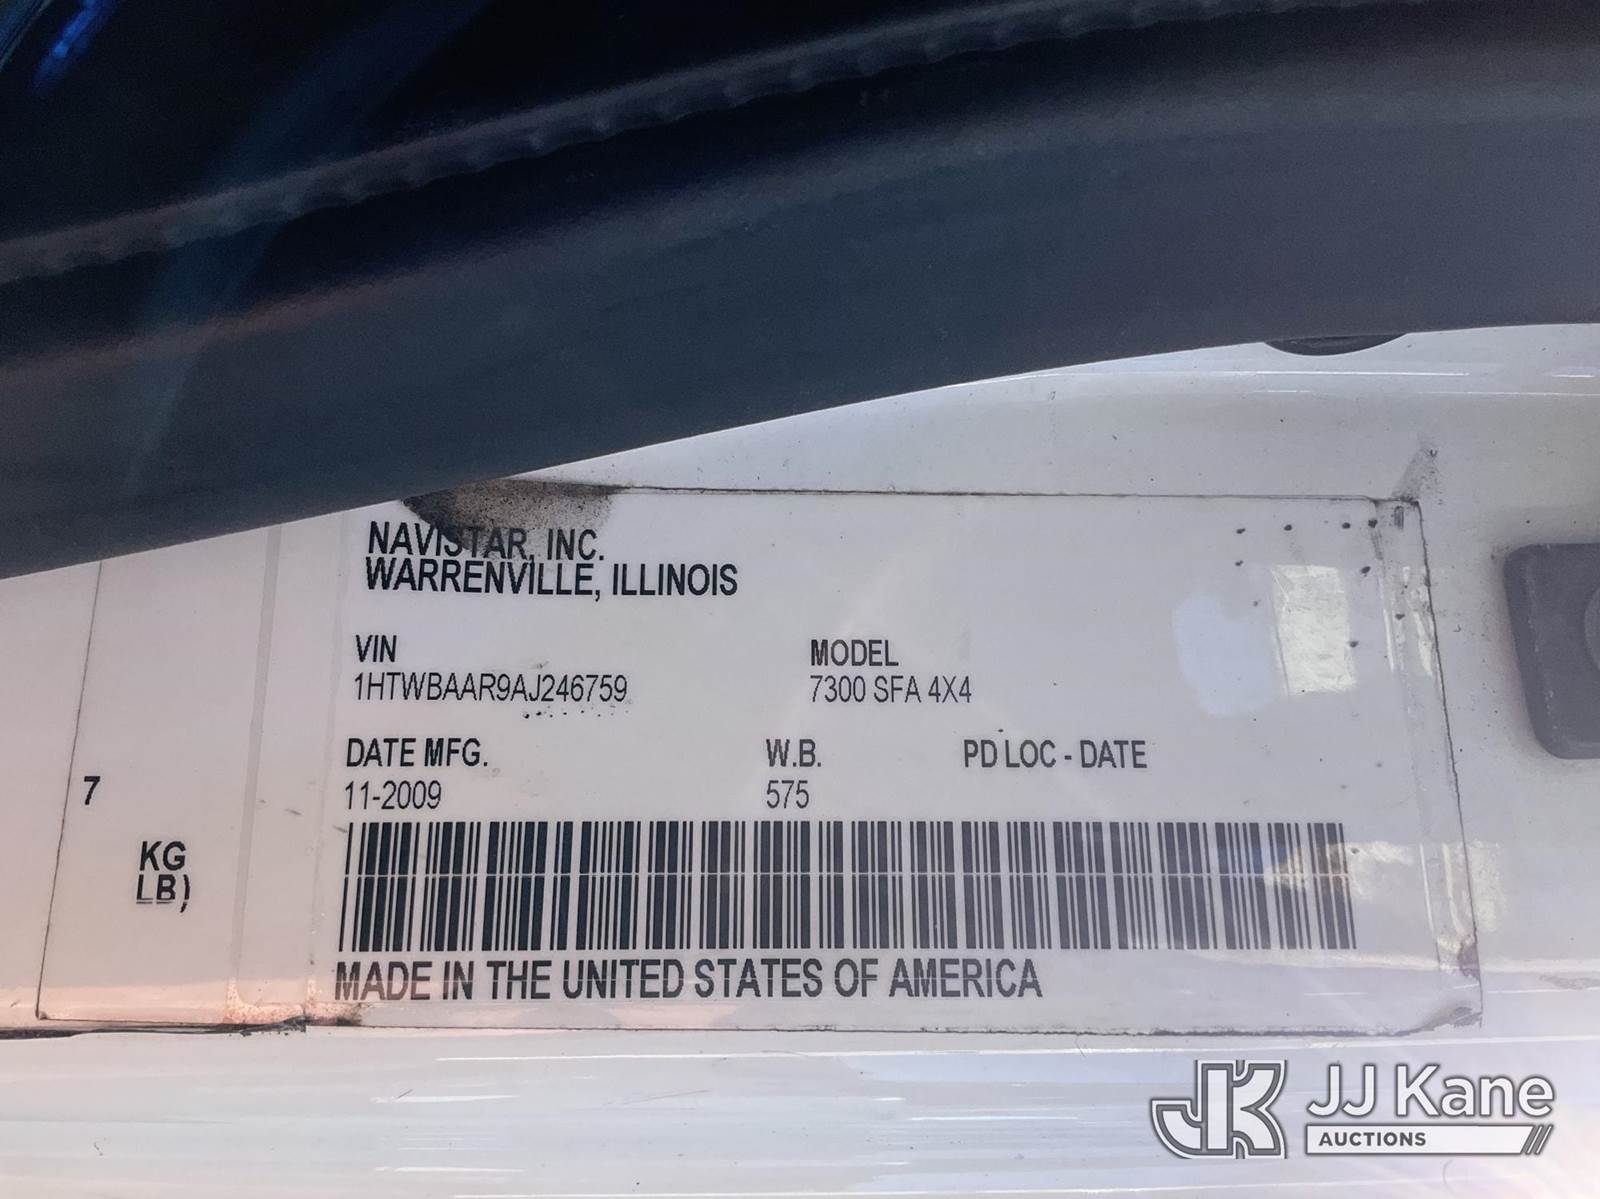 NAVISTAR, INC.
WARRENVILLE, ILLINOIS
VIN
MODEL
1HTWBAAR9AJ246759
7300 SFA 4X4
DATE MFG.
W.B.
PD LOC - DATE
11-2009
575
7
KG
LB)
MADE IN THE UNITED STATES OF AMERICA
JK JJ Kane
AUCTIONS